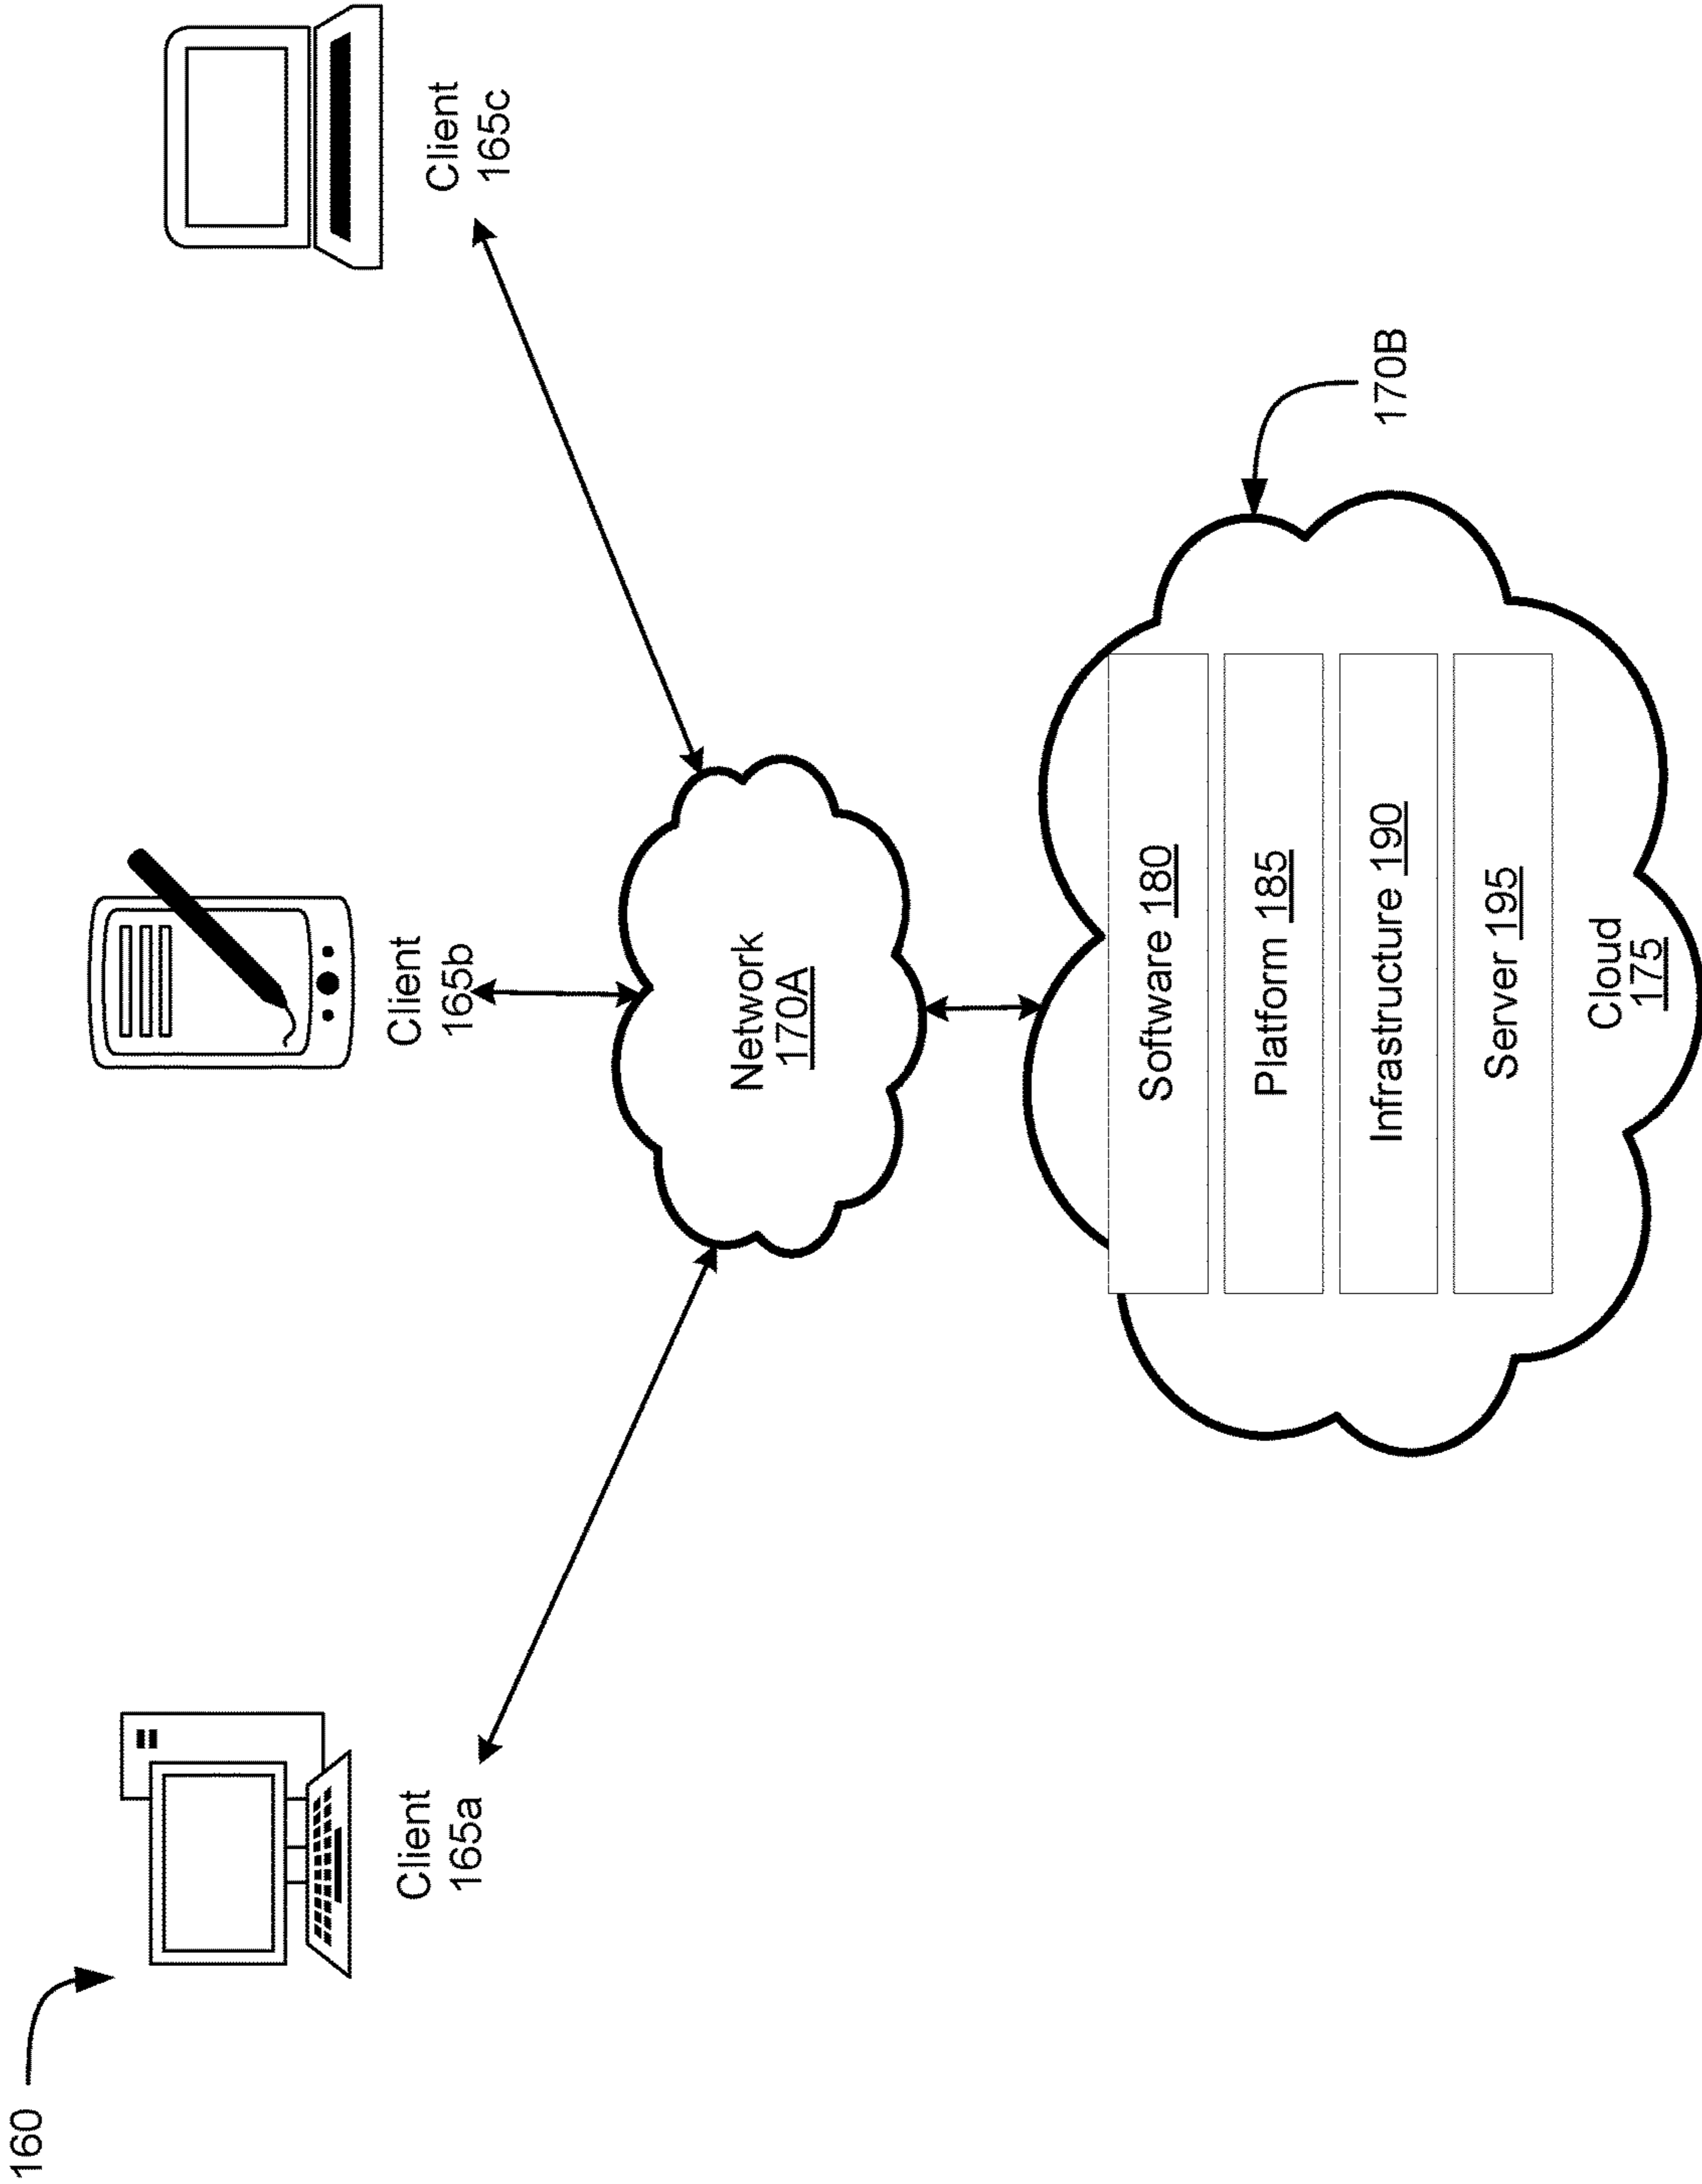 160
Client
165a
Client
165b
Client
165c
Network
170A
170B
Software 180
Platform 185
Infrastructure 190
Server 195
Cloud
175